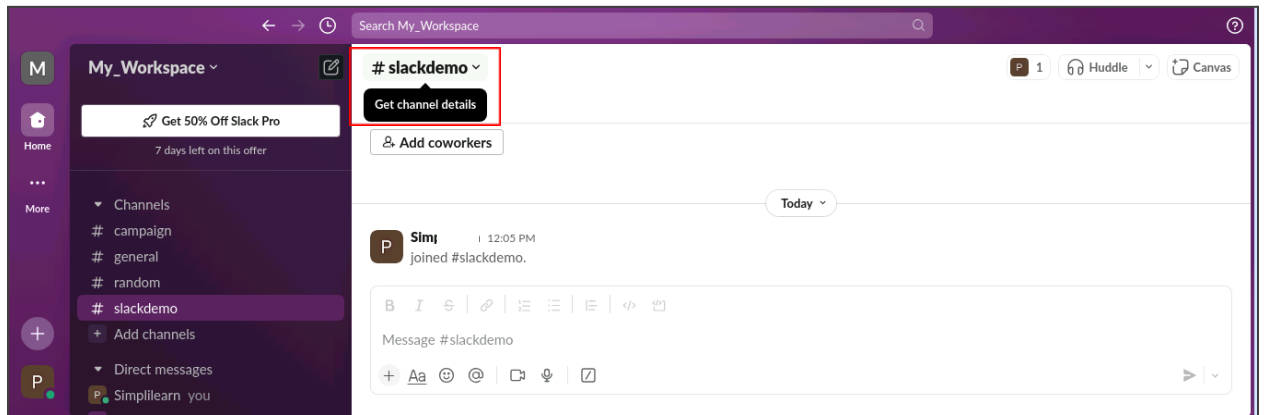 Search My_Workspace
M
My_Workspace
# slackdemo
P 1
Huddle
Canvas
Get channel details
Get 50% Off Slack Pro
7 days left on this offer
Add coworkers
Home
More
Today
Channels
# campaign
# general
# random
# slackdemo
+ Add channels
P
12:05 PM
joined #slackdemo.
B I S
Message #slackdemo
+ Aa @
Direct messages
P Simplilearn you
+
P